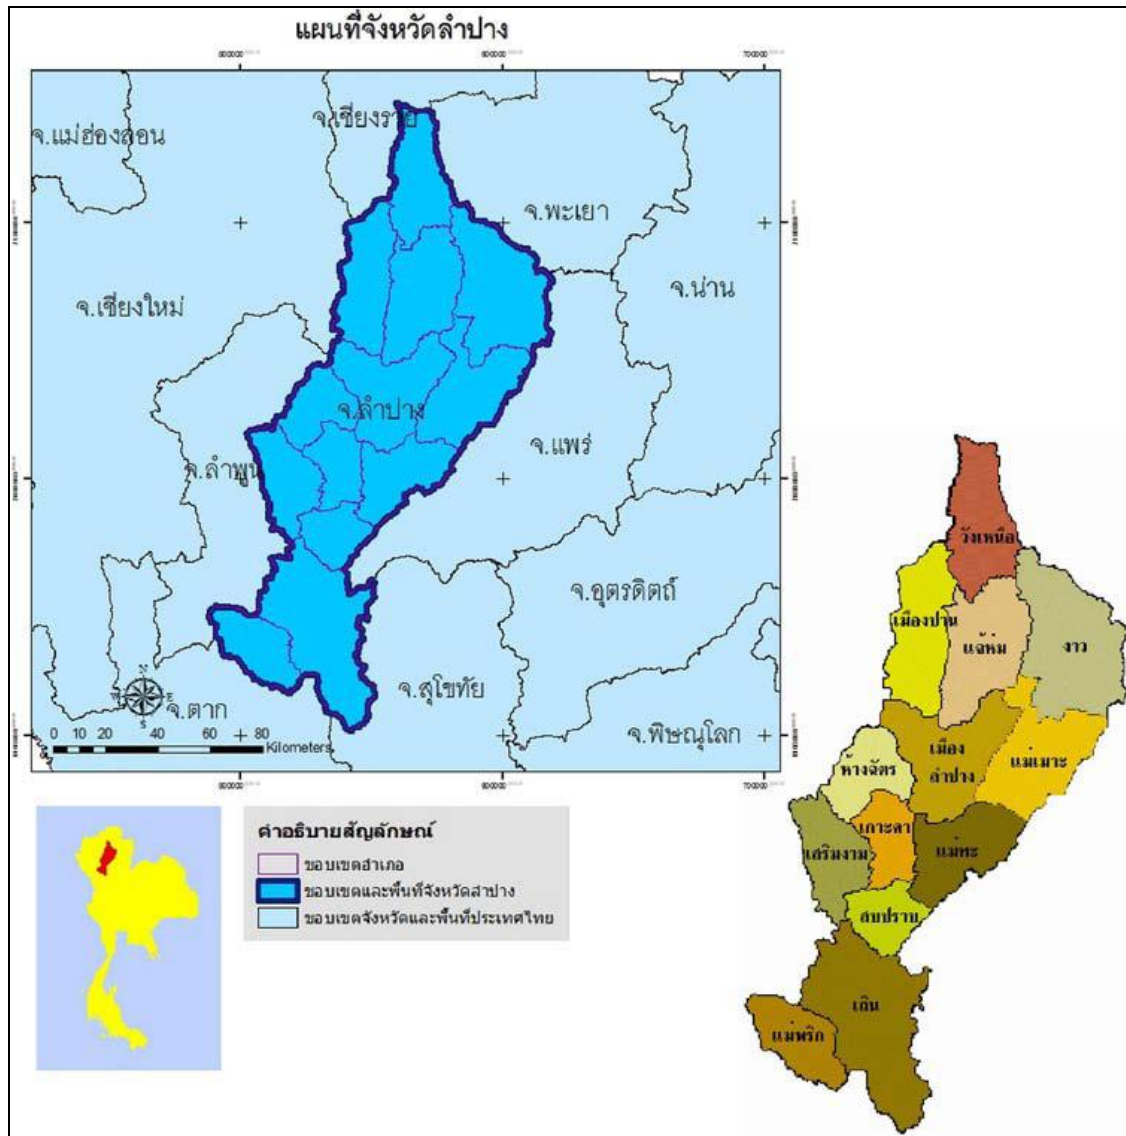 แผนที่จังหวัดลำปาง
500000
600000
700000
จ.เชียงราย
จ.แม่ฮ่องสอน
จ.พะเยา
จ.น่าน
จ.เชียงใหม่
จ.ลำปาง
จ.แพร่
จ.ลำพูน
จ.อุตรดิตถ์
จ.สุโขทัย
จ.ตาก
จ.พิษณุโลก
N
W
E
S
0 10 20 40 60 80
Kilometers
600000
700000
คำอธิบายสัญลักษณ์
ขอบเขตอำเภอ
ขอบเขตและพื้นที่จังหวัดลำปาง
ขอบเขตจังหวัดและพื้นที่ประเทศไทย
วังเหนือ
เมืองปาน
แจ้ห่ม
งาว
เมือง
ลำปาง
แม่เมาะ
ห้างฉัตร
เกาะคา
เสริมงาม
แม่ทะ
สบปราบ
เถิน
แม่พริก